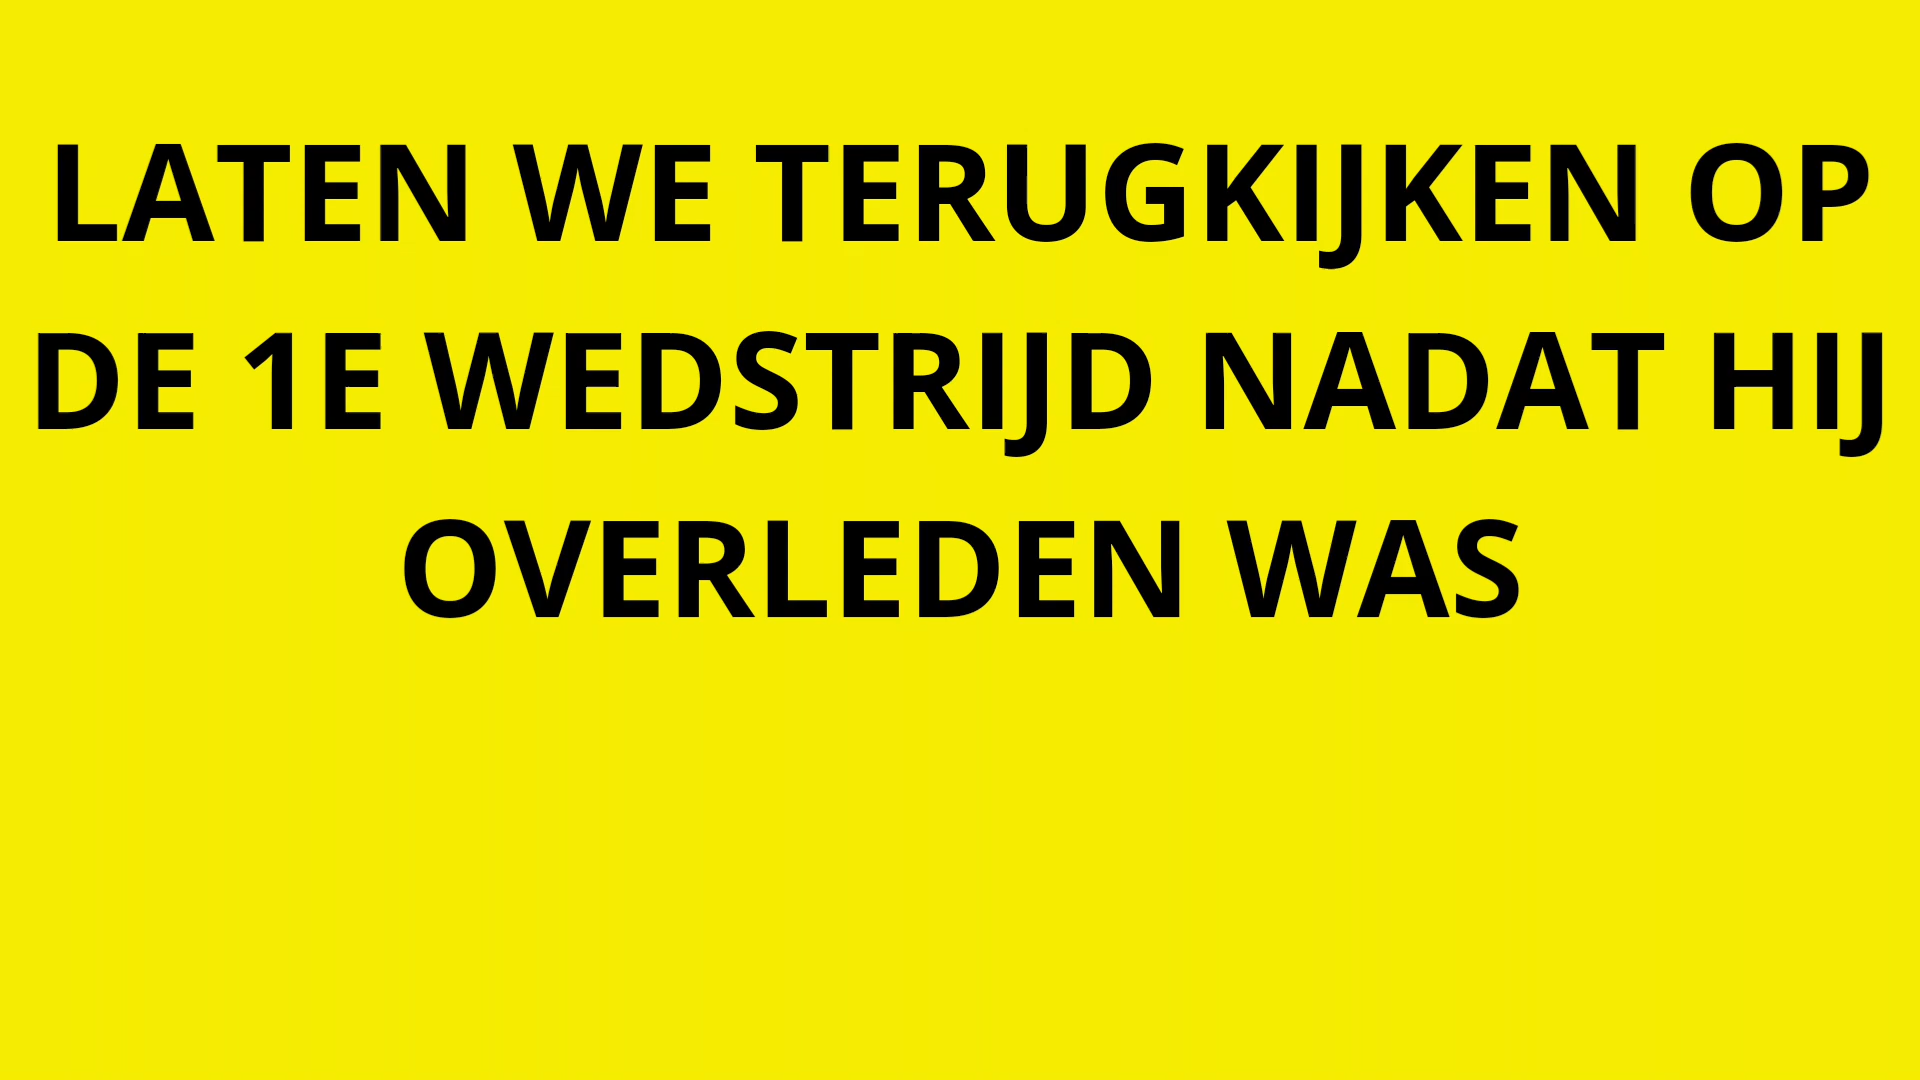 LATEN WE TERUGKIJKEN OP
DE 1E WEDSTRIJD NADAT HIJ
OVERLEDEN WAS